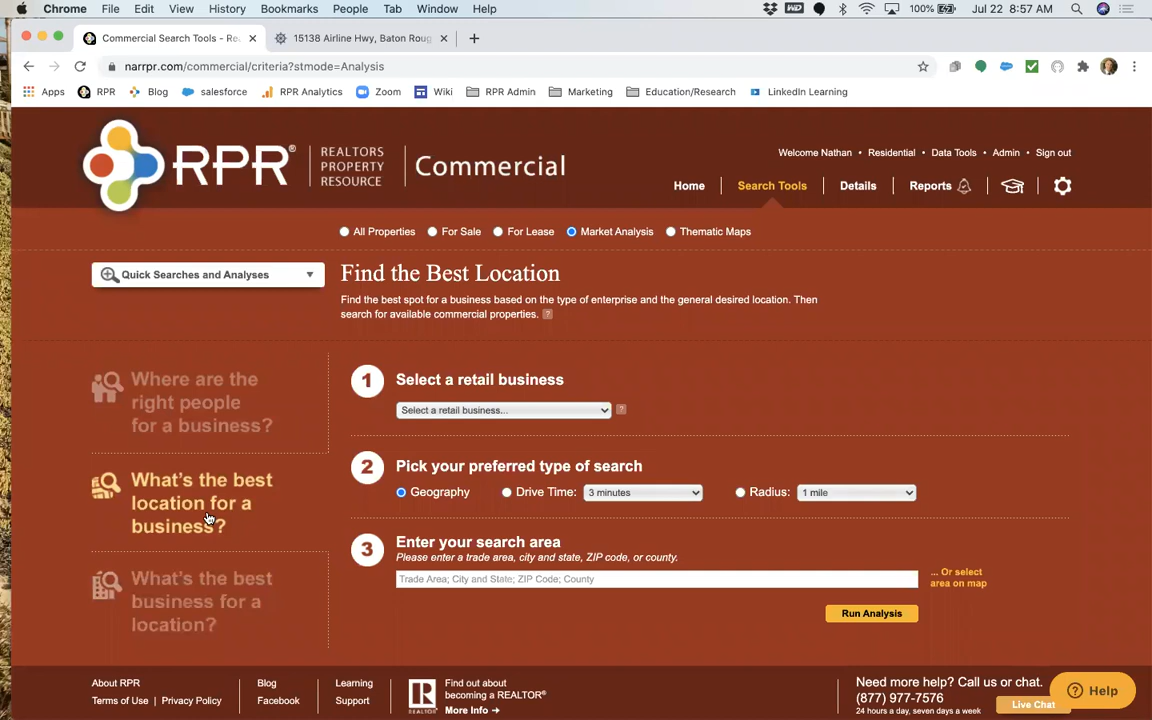 Chrome File Edit View History Bookmarks People Tab Window Help 100% Jul 22 8:57 AM
Commercial Search Tools - Re 15138 Airline Hwy, Baton Roug
narrpr.com/commercial/criteria?stmode=Analysis
Apps RPR Blog salesforce RPR Analytics Zoom Wiki RPR Admin Marketing Education/Research LinkedIn Learning
RPR® REALTORS PROPERTY RESOURCE Commercial
Welcome Nathan • Residential • Data Tools • Admin • Sign out
Home Search Tools Details Reports
All Properties For Sale For Lease Market Analysis Thematic Maps
Quick Searches and Analyses
Find the Best Location
Find the best spot for a business based on the type of enterprise and the general desired location. Then
search for available commercial properties. ?
Where are the
right people
for a business?
What's the best
location for a
business?
What's the best
business for a
location?
1 Select a retail business
Select a retail business... ?
2 Pick your preferred type of search
Geography Drive Time: 3 minutes Radius: 1 mile
3 Enter your search area
Please enter a trade area, city and state, ZIP code, or county.
Trade Area; City and State; ZIP Code; County
... Or select
area on map
Run Analysis
About RPR
Terms of Use | Privacy Policy
Blog
Facebook
Learning
Support
REALTOR®
Find out about
becoming a REALTOR®
More Info →
Need more help? Call us or chat.
(877) 977-7576
24 hours a day, seven days a week
Live Chat
Help